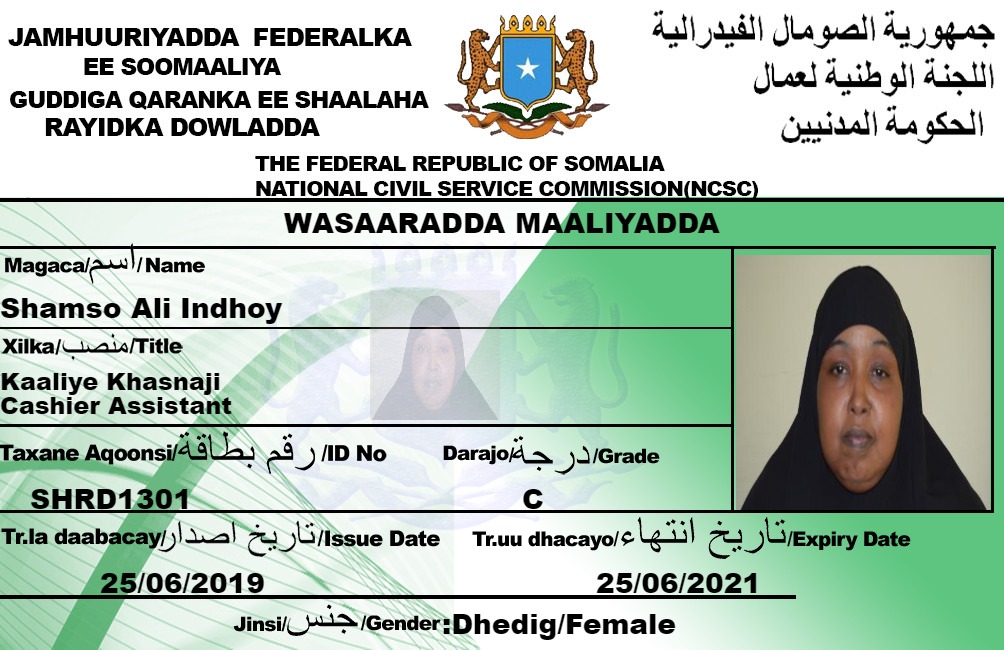 JAMHUURIYADDA FEDERALKA
EE SOOMAALIYA
GUDDIGA QARANKA EE SHAALAHA
RAYIDKA DOWLADDA
جمهورية الصومال الفيدرالية
اللجنة الوطنية لعمال
الحكومة المدنيين
THE FEDERAL REPUBLIC OF SOMALIA
NATIONAL CIVIL SERVICE COMMISSION(NCSC)
WASAARADDA MAALIYADDA
Magaca/اسم/Name
Shamso Ali Indhoy
Xilka/منصب/Title
Kaaliye Khasnaji
Cashier Assistant
Taxane Aqoonsi/رقم بطاقة/ID No Darajo/درجة/Grade
SHRD1301 C
Tr.la daabacay/تاريخ اصدار/Issue Date Tr.uu dhacayo/تاريخ انتهاء/Expiry Date
25/06/2019 25/06/2021
Jinsi/جنس/Gender:Dhedig/Female